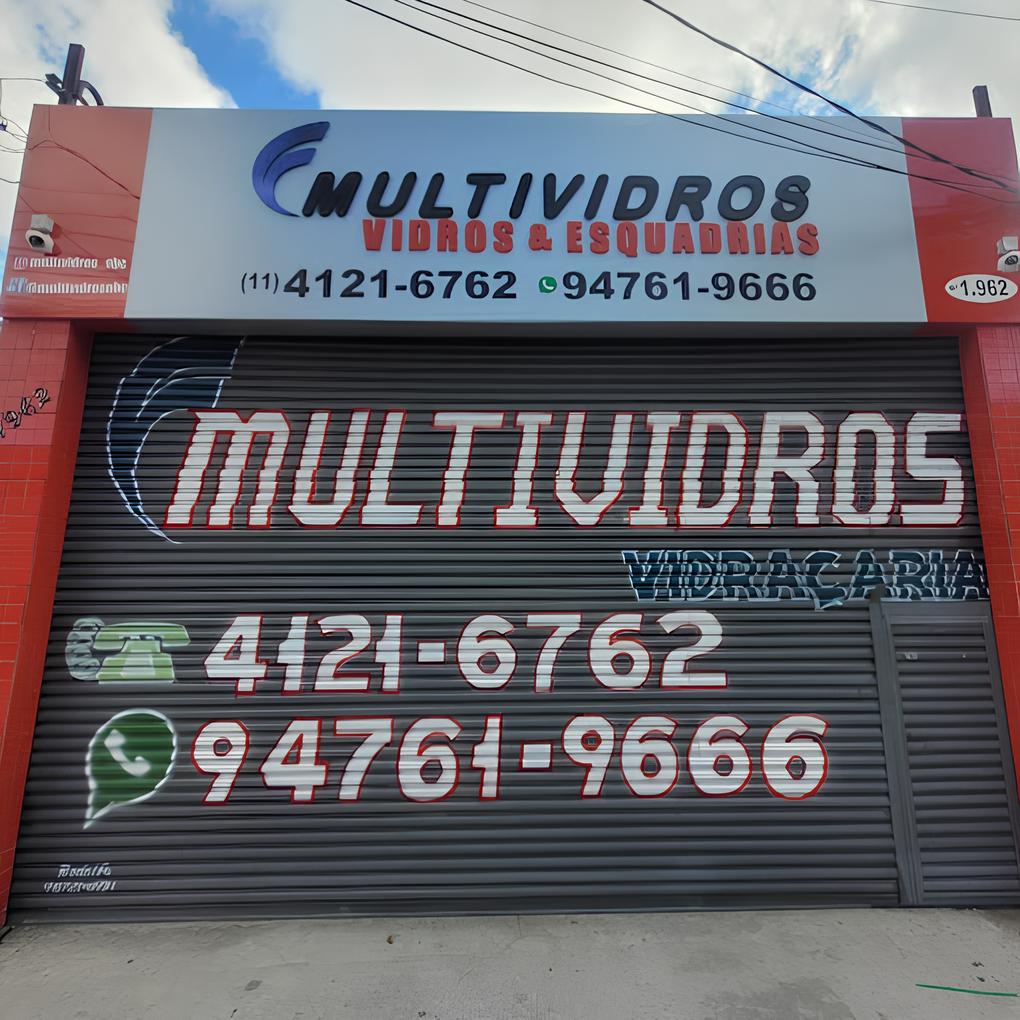 MULTIVIDROS
VIDROS & ESQUADRIAS
(11) 4121-6762 94761-9666
1.962
MULTIVIDROS
VIDRAÇARIA
4121-6762
94761-9666